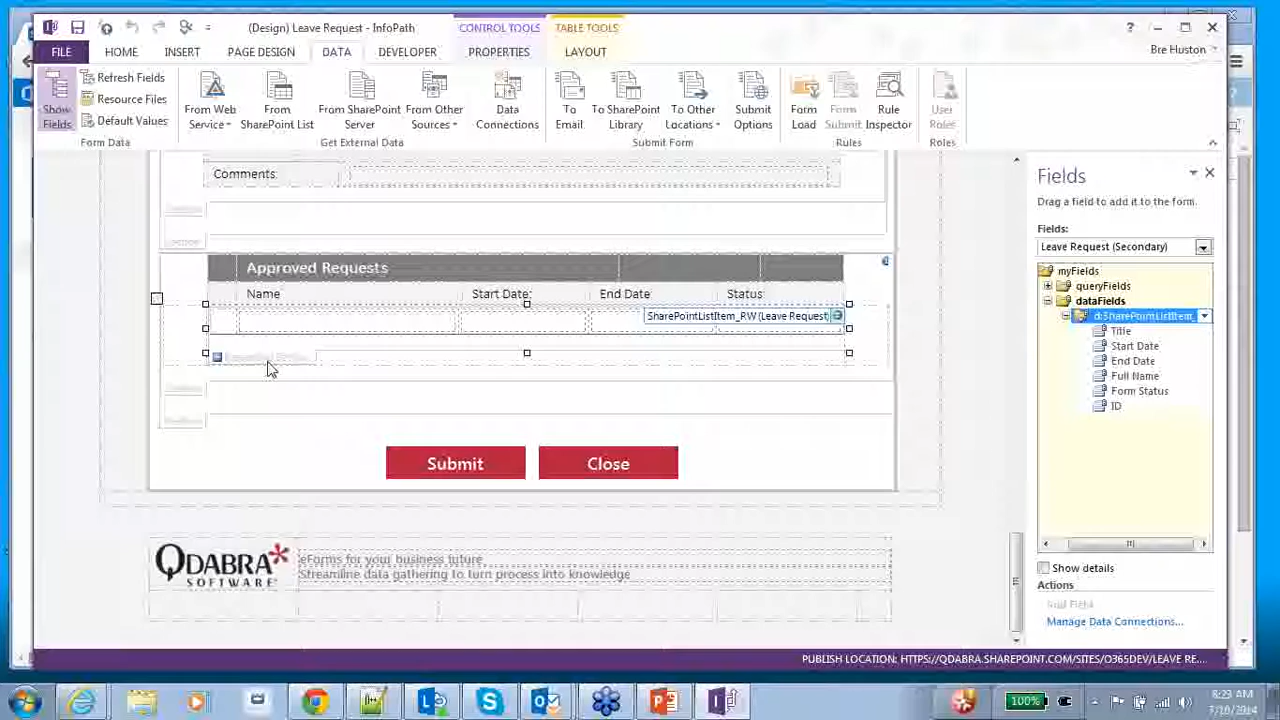 (Design) Leave Request - InfoPath
CONTROL TOOLS
TABLE TOOLS
FILE HOME INSERT PAGE DESIGN DATA DEVELOPER PROPERTIES LAYOUT
Bre Huston
Show Fields
Refresh Fields
Resource Files
Default Values
From Web Service
From SharePoint List
From SharePoint Server
From Other Sources
Data Connections
To Email
To SharePoint Library
To Other Locations
Submit Options
Form Load
Form Submit
Rule Inspector
User Roles
Form Data
Get External Data
Submit Form
Rules
Roles
Comments:
Approved Requests
Name Start Date: End Date Status:
SharePointListItem_RW (Leave Request)
Submit
Close
QDABRA SOFTWARE
eForms for your business future
Streamline data gathering to turn process into knowledge
Fields
Drag a field to add it to the form.
Fields:
Leave Request (Secondary)
myFields
queryFields
dataFields
d:SharePointListItem_
Title
Start Date
End Date
Full Name
Form Status
ID
Show details
Actions
Add Field
Manage Data Connections...
PUBLISH LOCATION: HTTPS://QDABRA.SHAREPOINT.COM/SITES/O365DEV/LEAVE RE...
100%
8:23 AM
7/10/2014